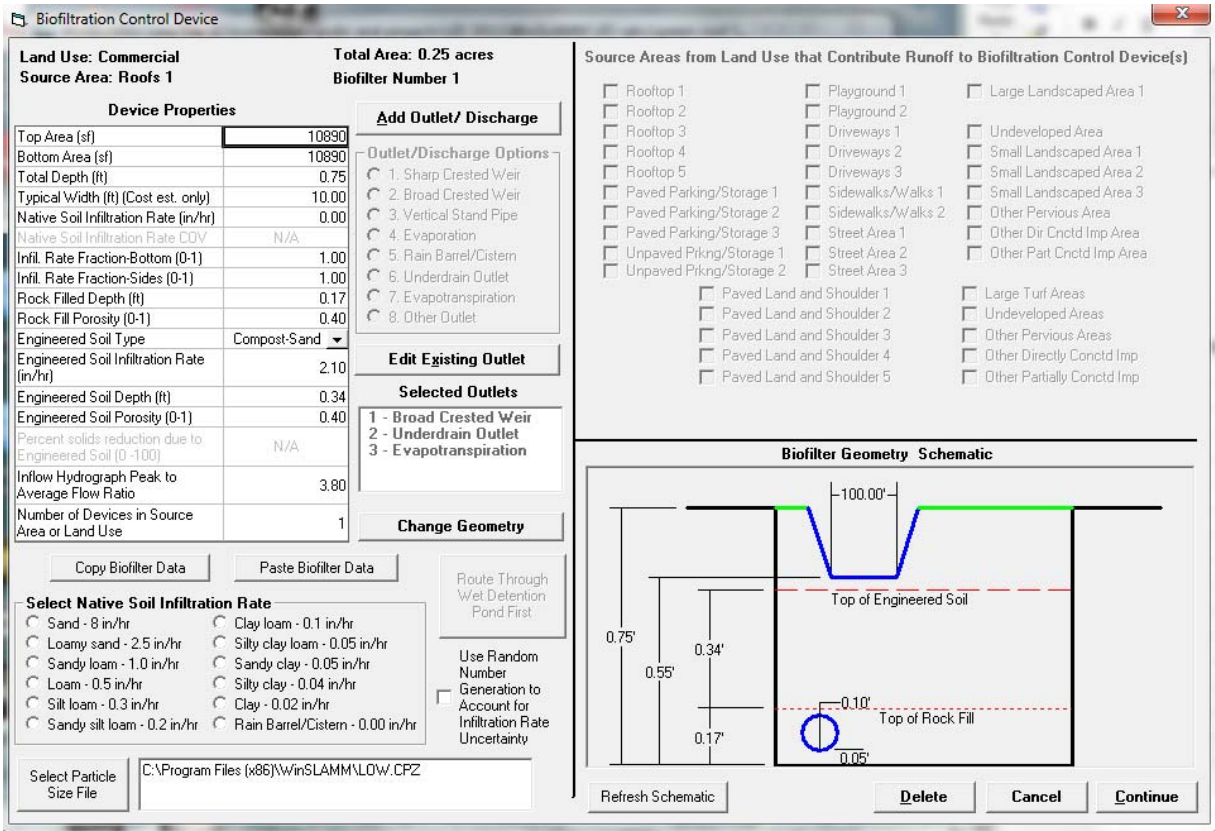 Biofiltration Control Device
Land Use: Commercial
Total Area: 0.25 acres
Source Area: Roofs 1
Biofilter Number 1
Device Properties
Top Area (sf) 10890
Bottom Area (sf) 10890
Total Depth (ft) 0.75
Typical Width (ft) (Cost est. only) 10.00
Native Soil Infiltration Rate (in/hr) 0.00
Native Soil Infiltration Rate COV N/A
Infil. Rate Fraction-Bottom (0-1) 1.00
Infil. Rate Fraction-Sides (0-1) 1.00
Rock Filled Depth (ft) 0.17
Rock Fill Porosity (0-1) 0.40
Engineered Soil Type Compost-Sand
Engineered Soil Infiltration Rate
(in/hr) 2.10
Engineered Soil Depth (ft) 0.34
Engineered Soil Porosity (0-1) 0.40
Percent solids reduction due to
Engineered Soil (0 -100) N/A
Inflow Hydrograph Peak to
Average Flow Ratio 3.80
Number of Devices in Source
Area or Land Use 1
Add Outlet/ Discharge
Outlet/Discharge Options
1. Sharp Crested Weir
2. Broad Crested Weir
3. Vertical Stand Pipe
4. Evaporation
5. Rain Barrel/Cistern
6. Underdrain Outlet
7. Evapotranspiration
8. Other Outlet
Edit Existing Outlet
Selected Outlets
1 - Broad Crested Weir
2 - Underdrain Outlet
3 - Evapotranspiration
Change Geometry
Copy Biofilter Data
Paste Biofilter Data
Route Through
Wet Detention
Pond First
Select Native Soil Infiltration Rate
Sand - 8 in/hr
Loamy sand - 2.5 in/hr
Sandy loam - 1.0 in/hr
Loam - 0.5 in/hr
Silt loam - 0.3 in/hr
Sandy silt loam - 0.2 in/hr
Clay loam - 0.1 in/hr
Silty clay loam - 0.05 in/hr
Sandy clay - 0.05 in/hr
Silty clay - 0.04 in/hr
Clay - 0.02 in/hr
Rain Barrel/Cistern - 0.00 in/hr
Use Random
Number
Generation to
Account for
Infiltration Rate
Uncertainty
Select Particle
Size File
C:\Program Files (x86)\WinSLAMM\LOW.CPZ
Source Areas from Land Use that Contribute Runoff to Biofiltration Control Device(s)
Rooftop 1
Rooftop 2
Rooftop 3
Rooftop 4
Rooftop 5
Paved Parking/Storage 1
Paved Parking/Storage 2
Paved Parking/Storage 3
Unpaved Prkng/Storage 1
Unpaved Prkng/Storage 2
Playground 1
Playground 2
Driveways 1
Driveways 2
Driveways 3
Sidewalks/Walks 1
Sidewalks/Walks 2
Street Area 1
Street Area 2
Street Area 3
Large Landscaped Area 1
Undeveloped Area
Small Landscaped Area 1
Small Landscaped Area 2
Small Landscaped Area 3
Other Pervious Area
Other Dir Cnctd Imp Area
Other Part Cnctd Imp Area
Paved Land and Shoulder 1
Paved Land and Shoulder 2
Paved Land and Shoulder 3
Paved Land and Shoulder 4
Paved Land and Shoulder 5
Large Turf Areas
Undeveloped Areas
Other Pervious Areas
Other Directly Conctd Imp
Other Partially Conctd Imp
Biofilter Geometry Schematic
100.00'
Top of Engineered Soil
0.75'
0.34'
0.55'
0.10'
Top of Rock Fill
0.17'
0.05'
Refresh Schematic
Delete
Cancel
Continue